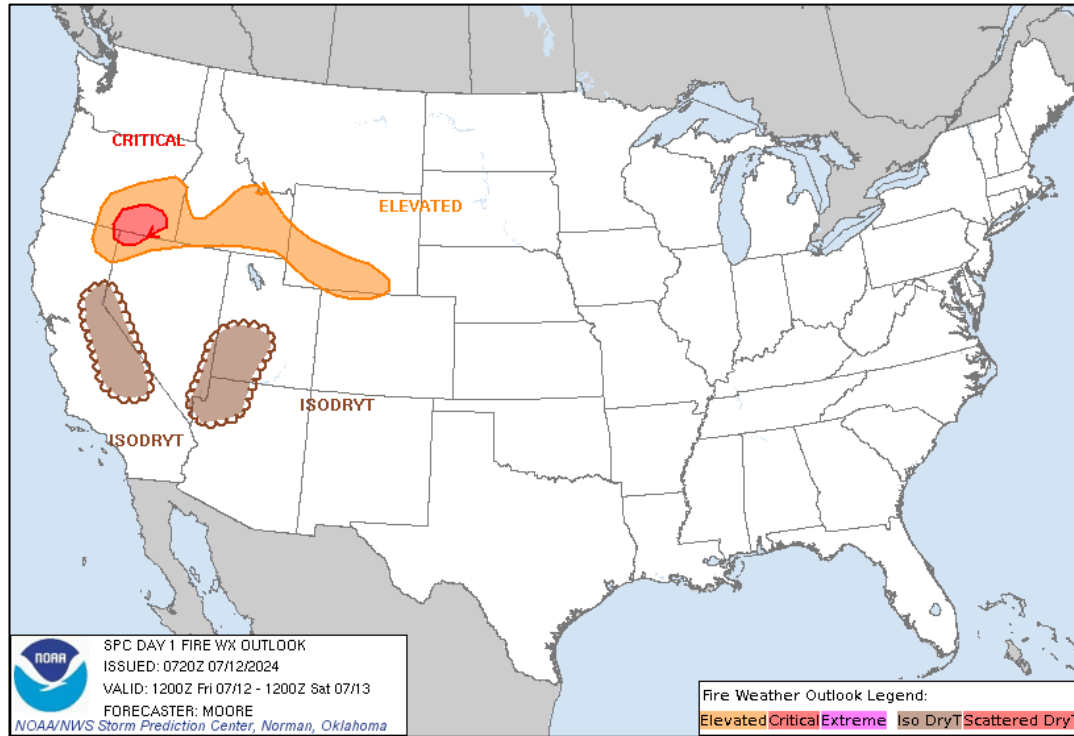 CRITICAL
ELEVATED
ISODRYT
ISODRYT
NOAA
SPC DAY 1 FIRE WX OUTLOOK
ISSUED: 0720Z 07/12/2024
VALID: 1200Z Fri 07/12 - 1200Z Sat 07/13
FORECASTER: MOORE
NOAA/NWS Storm Prediction Center, Norman, Oklahoma
Fire Weather Outlook Legend:
Elevated Critical Extreme Iso DryT Scattered DryT